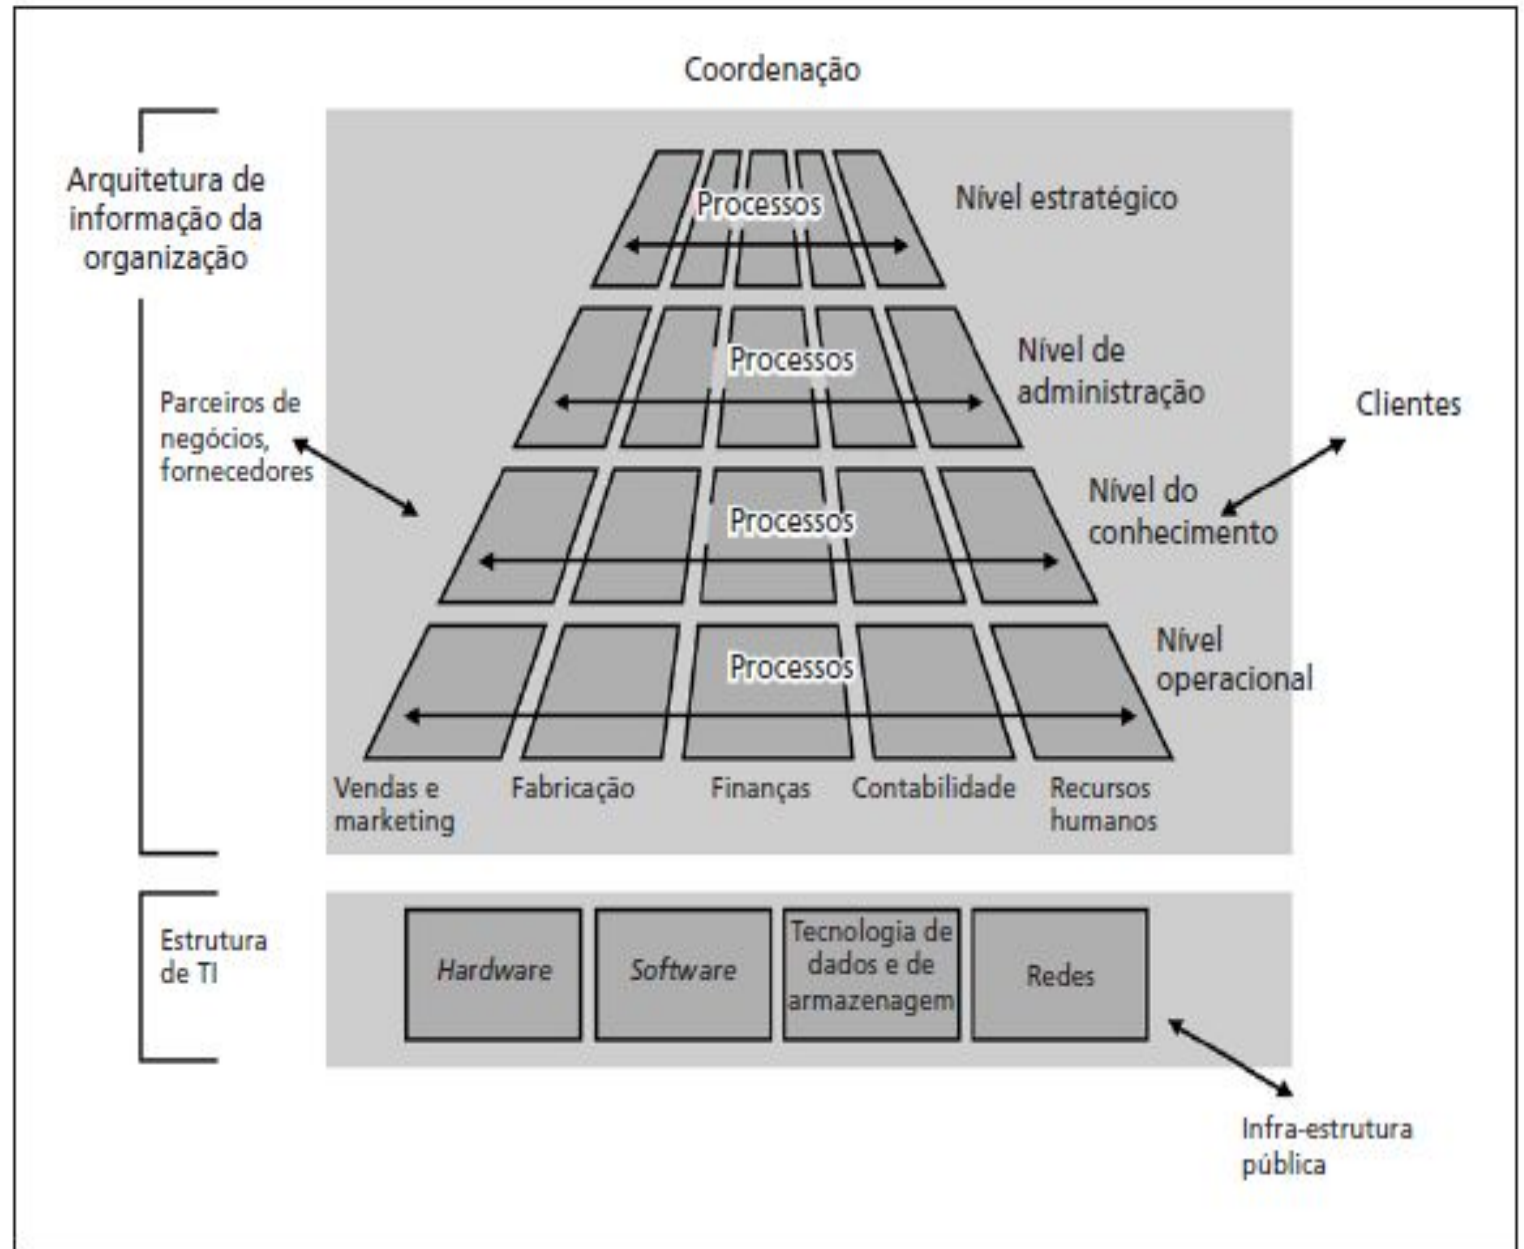 Coordenação
Arquitetura de
informação da
organização
Processos
Nível estratégico
Processos
Nível de
administração
Parceiros de
negócios,
fornecedores
Clientes
Processos
Nível do
conhecimento
Processos
Nível
operacional
Vendas e
marketing
Fabricação
Finanças
Contabilidade
Recursos
humanos
Estrutura
de TI
Hardware
Software
Tecnologia de
dados e de
armazenagem
Redes
Infra-estrutura
pública